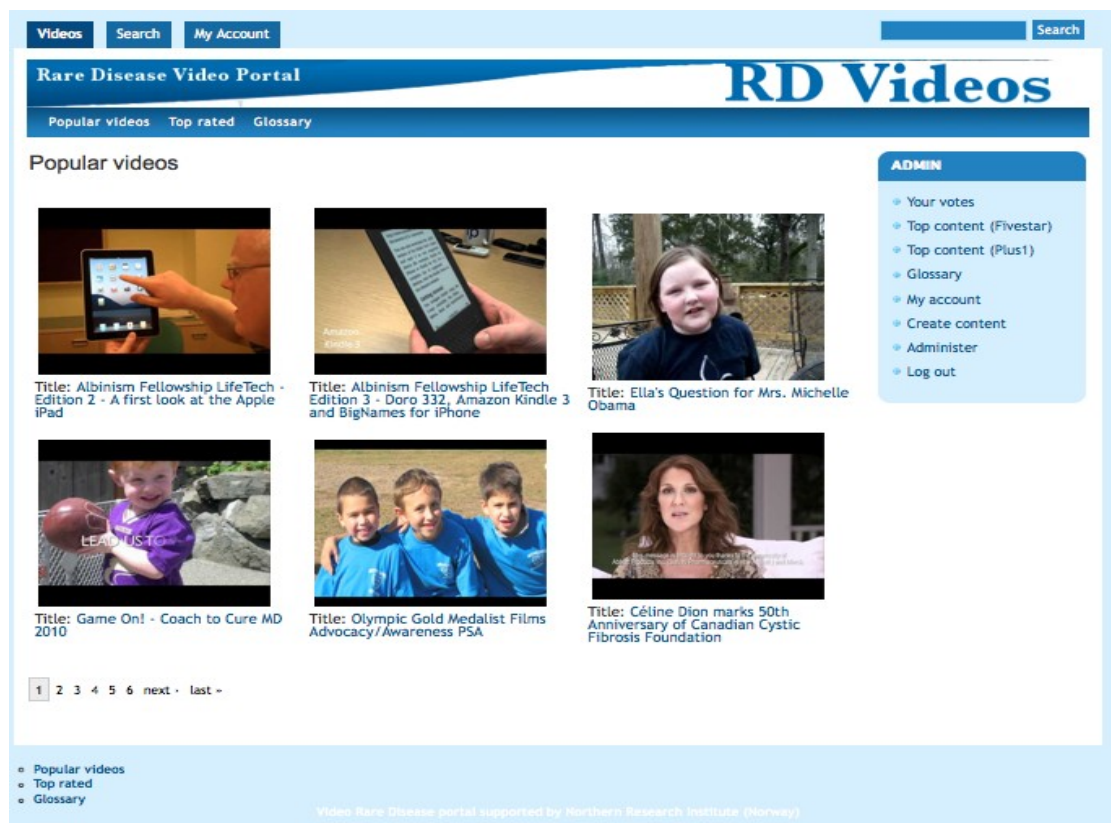 Videos Search My Account Search
Rare Disease Video Portal
RD Videos
Popular videos Top rated Glossary
Popular videos
ADMIN
Your votes
Top content (Fivestar)
Top content (Plus1)
Glossary
My account
Create content
Administer
Log out
Amazon
Kindle 3
Title: Albinism Fellowship LifeTech -
Edition 2 - A first look at the Apple
iPad
Title: Albinism Fellowship LifeTech
Edition 3 - Doro 332, Amazon Kindle 3
and BigNames for iPhone
Title: Ella's Question for Mrs. Michelle
Obama
LEAD US TO
Title: Game On! - Coach to Cure MD
2010
Title: Olympic Gold Medalist Films
Advocacy/Awareness PSA
Title: Céline Dion marks 50th
Anniversary of Canadian Cystic
Fibrosis Foundation
1 2 3 4 5 6 next › last »
Popular videos
Top rated
Glossary
Video Rare Disease portal supported by Northern Research Institute (Norway)